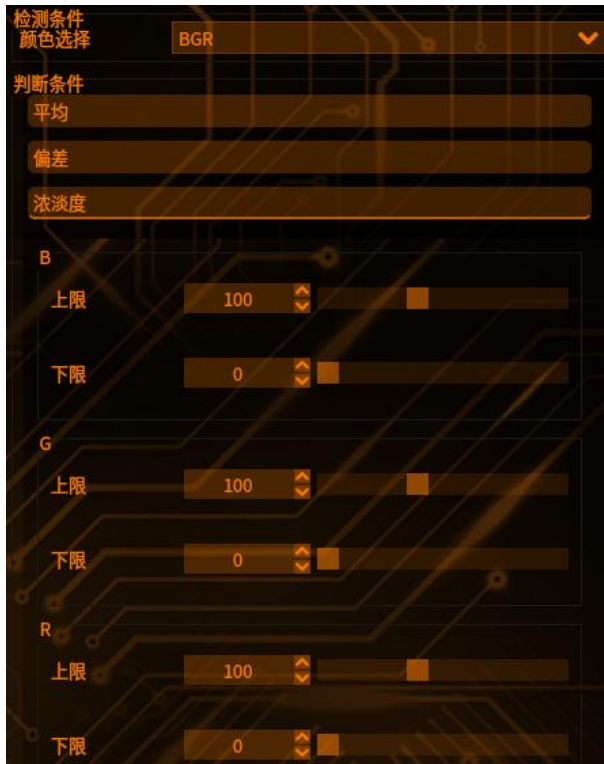 检测条件
颜色选择 BGR
判断条件
平均
偏差
浓淡度
B
上限 100
下限 0
G
上限 100
下限 0
R
上限 100
下限 0